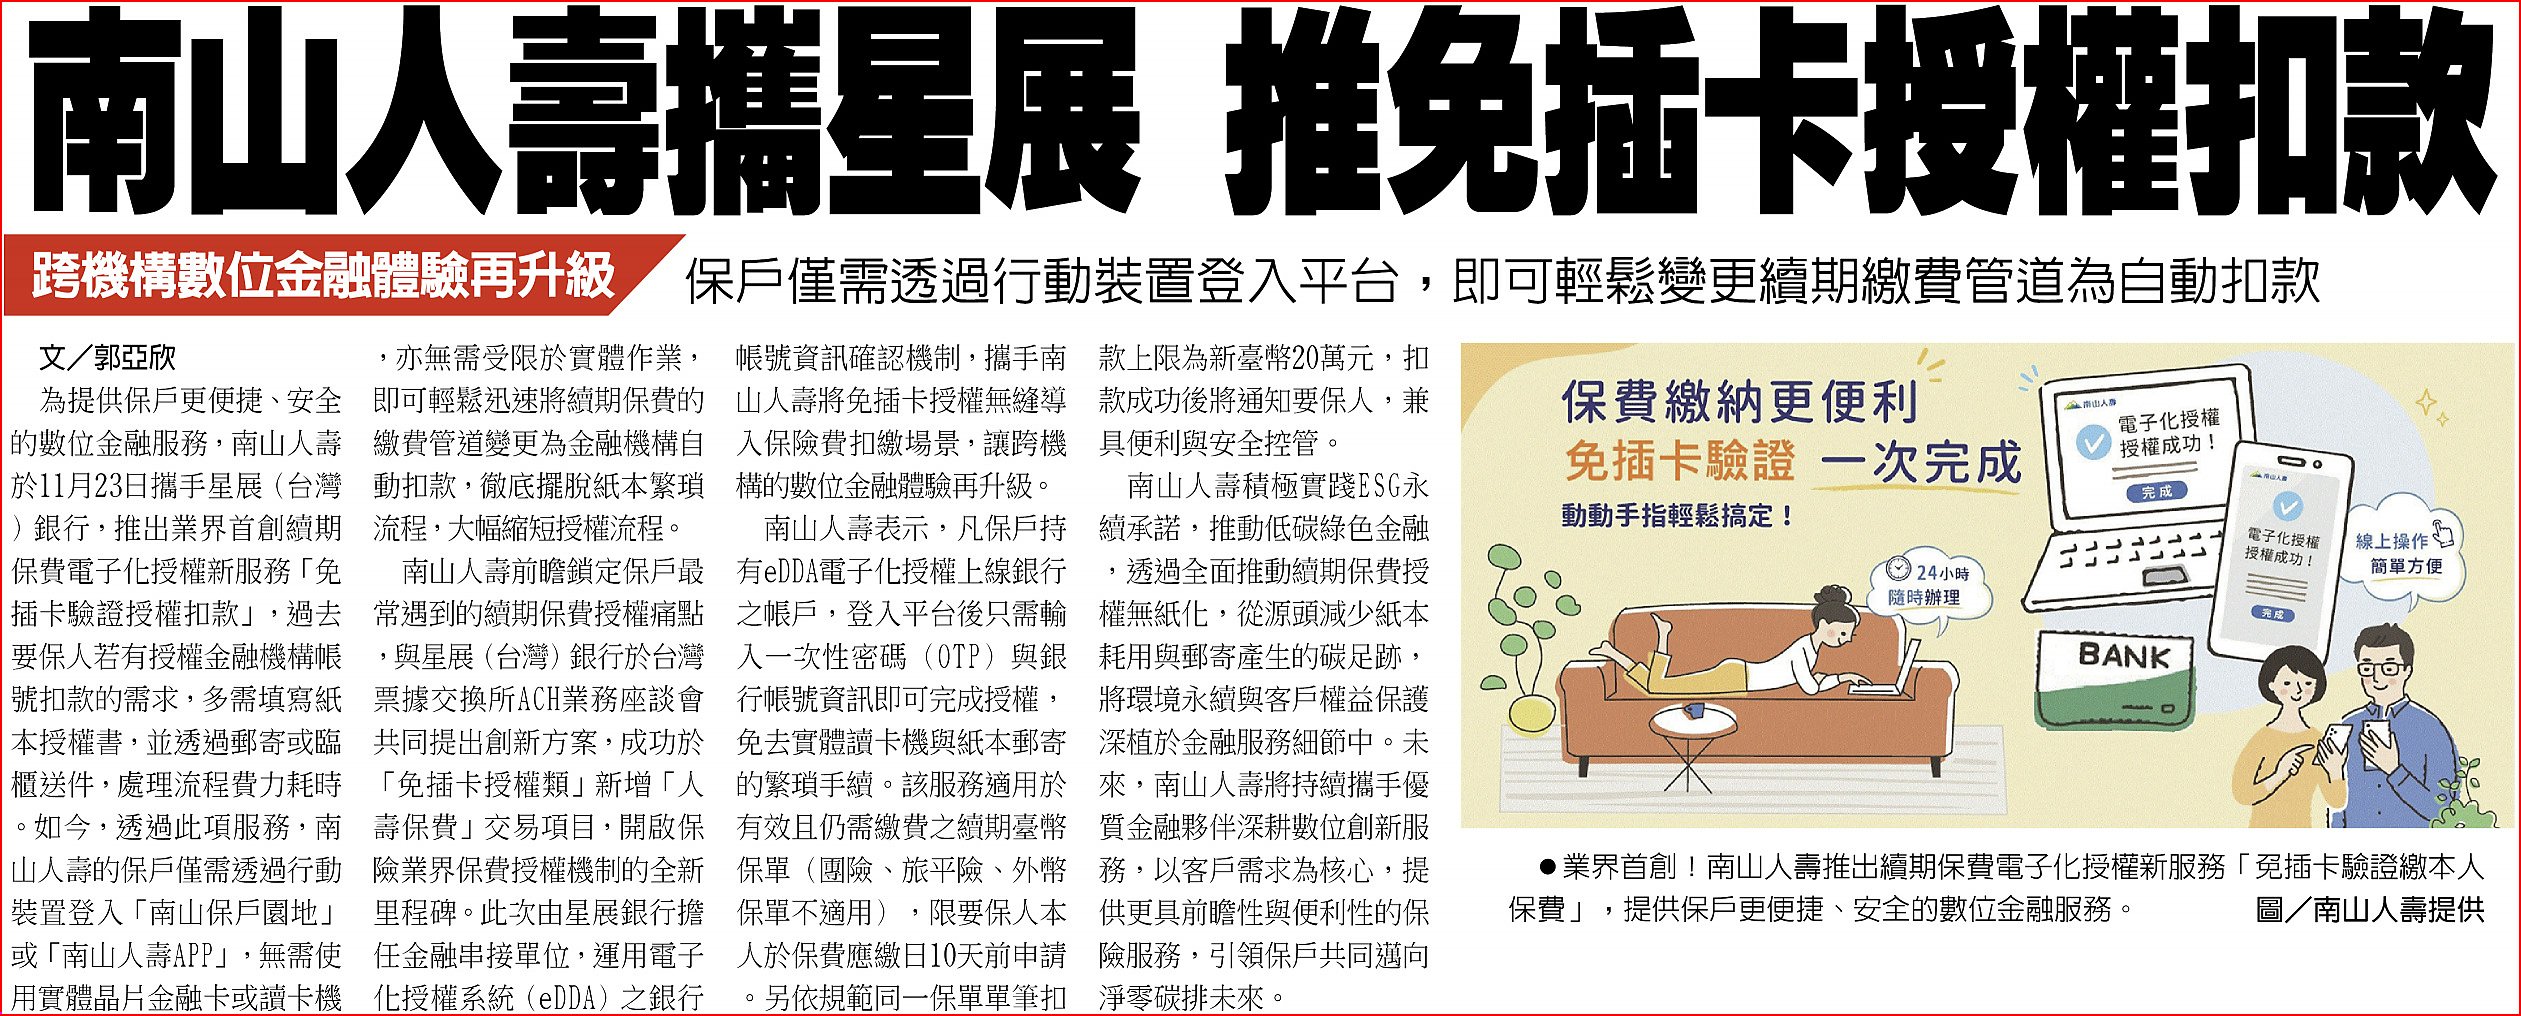 南山人壽攜星展 推免插卡授權扣款
跨機構數位金融體驗再升級
保戶僅需透過行動裝置登入平台，即可輕鬆變更續期繳費管道為自動扣款
文／郭亞欣
為提供保戶更便捷、安全
的數位金融服務，南山人壽
於11月23日攜手星展（台灣
）銀行，推出業界首創續期
保費電子化授權新服務「免
插卡驗證授權扣款」，過去
要保人若有授權金融機構帳
號扣款的需求，多需填寫紙
本授權書，並透過郵寄或臨
櫃送件，處理流程費力耗時
。如今，透過此項服務，南
山人壽的保戶僅需透過行動
裝置登入「南山保戶園地」
或「南山人壽APP」，無需使
用實體晶片金融卡或讀卡機
，亦無需受限於實體作業，
即可輕鬆迅速將續期保費的
繳費管道變更為金融機構自
動扣款，徹底擺脫紙本繁瑣
流程，大幅縮短授權流程。
南山人壽前瞻鎖定保戶最
常遇到的續期保費授權痛點
，與星展（台灣）銀行於台灣
票據交換所ACH業務座談會
共同提出創新方案，成功於
「免插卡授權類」新增「人
壽保費」交易項目，開啟保
險業界保費授權機制的全新
里程碑。此次由星展銀行擔
任金融串接單位，運用電子
化授權系統（eDDA）之銀行
帳號資訊確認機制，攜手南
山人壽將免插卡授權無縫導
入保險費扣繳場景，讓跨機
構的數位金融體驗再升級。
南山人壽表示，凡保戶持
有eDDA電子化授權上線銀行
之帳戶，登入平台後只需輸
入一次性密碼（OTP）與銀
行帳號資訊即可完成授權，
免去實體讀卡機與紙本郵寄
的繁瑣手續。該服務適用於
有效且仍需繳費之續期臺幣
保單（團險、旅平險、外幣
保單不適用），限要保人本
人於保費應繳日10天前申請
。另依規範同一保單單筆扣
款上限為新臺幣20萬元，扣
款成功後將通知要保人，兼
具便利與安全控管。
南山人壽積極實踐ESG永
續承諾，推動低碳綠色金融
，透過全面推動續期保費授
權無紙化，從源頭減少紙本
耗用與郵寄產生的碳足跡，
將環境永續與客戶權益保護
深植於金融服務細節中。未
來，南山人壽將持續攜手優
質金融夥伴深耕數位創新服
務，以客戶需求為核心，提
供更具前瞻性與便利性的保
險服務，引領保戶共同邁向
淨零碳排未來。
保費繳納更便利
免插卡驗證 一次完成
動動手指輕鬆搞定！
24小時
隨時辦理
南山人壽
電子化授權
授權成功！
完成
南山人壽
電子化授權
授權成功！
完成
線上操作
簡單方便
BANK
●業界首創！南山人壽推出續期保費電子化授權新服務「免插卡驗證繳本人
保費」，提供保戶更便捷、安全的數位金融服務。 圖／南山人壽提供